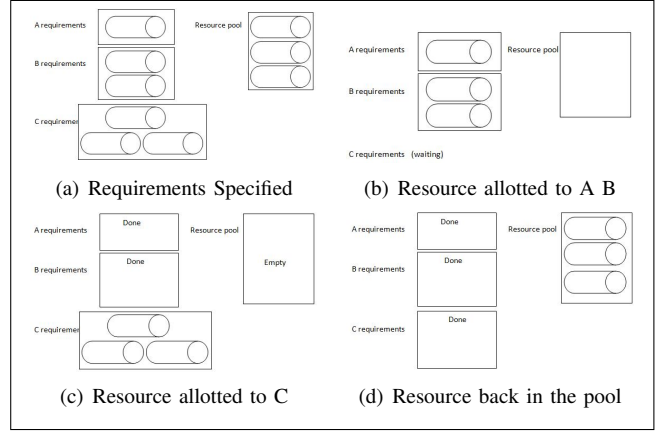 A requirements
Resource pool
B requirements
C requiremer
(a) Requirements Specified
A requirements
Resource pool
B requirements
C requirements (waiting)
(b) Resource allotted to A B
A requirements
Done
Resource pool
B requirements
Done
Empty
C requiremer
(c) Resource allotted to C
A requirements
Done
Resource pool
B requirements
Done
C requirements
Done
(d) Resource back in the pool